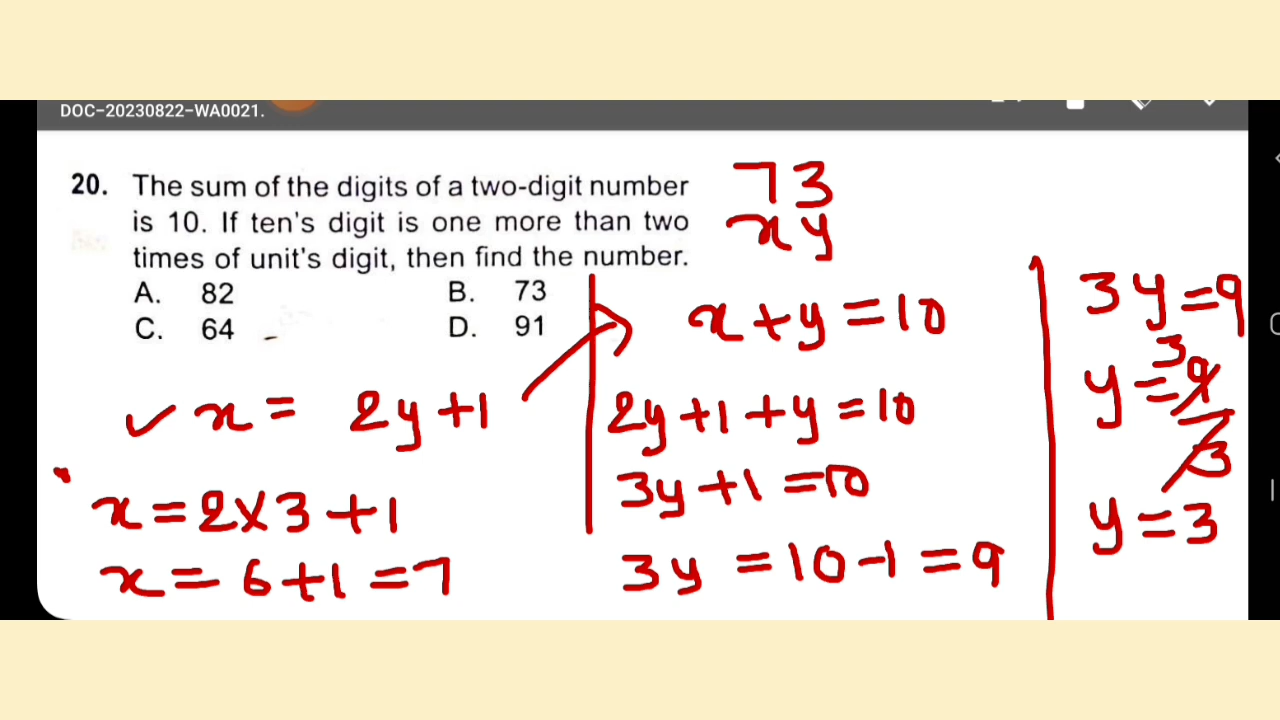 DOC-20230822-WA0021.
20. The sum of the digits of a two-digit number
is 10. If ten's digit is one more than two
times of unit's digit, then find the number.
A. 82 B. 73
C. 64 D. 91
73
xy
x = 2y+1
x = 2x3+1
x = 6+1 = 7
x+y = 10
2y+1+y = 10
3y+1 = 10
3y = 10-1 = 9
3y = 9
3
y = 9/3
y = 3